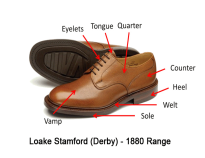 Eyelets Tongue Quarter
Counter
Heel
Welt
Sole
Vamp
Loake Stamford (Derby) - 1880 Range